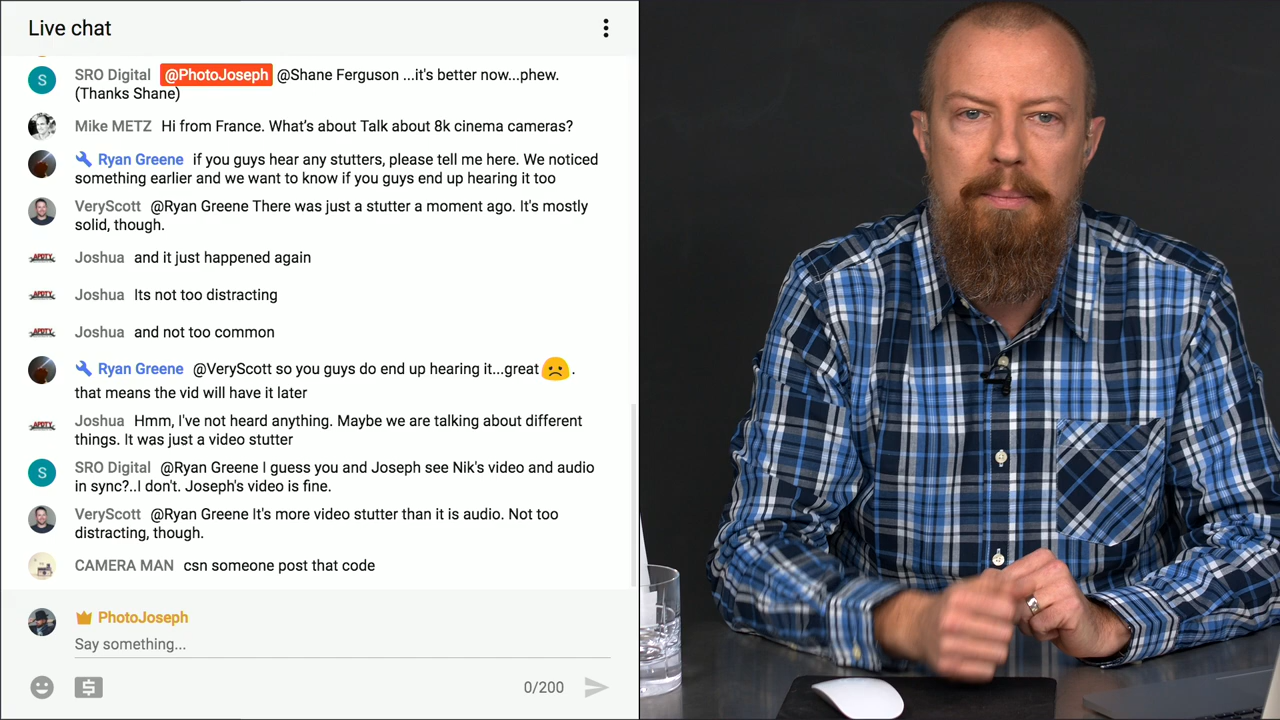 Live chat
SRO Digital @PhotoJoseph @Shane Ferguson ...it's better now...phew.
(Thanks Shane)
Mike METZ Hi from France. What's about Talk about 8k cinema cameras?
Ryan Greene if you guys hear any stutters, please tell me here. We noticed
something earlier and we want to know if you guys end up hearing it too
VeryScott @Ryan Greene There was just a stutter a moment ago. It's mostly
solid, though.
Joshua and it just happened again
Joshua Its not too distracting
Joshua and not too common
Ryan Greene @VeryScott so you guys do end up hearing it...great ☹️.
that means the vid will have it later
Joshua Hmm, I've not heard anything. Maybe we are talking about different
things. It was just a video stutter
S SRO Digital @Ryan Greene I guess you and Joseph see Nik's video and audio
in sync?..I don't. Joseph's video is fine.
VeryScott @Ryan Greene It's more video stutter than it is audio. Not too
distracting, though.
CAMERA MAN csn someone post that code
PhotoJoseph
Say something...
0/200